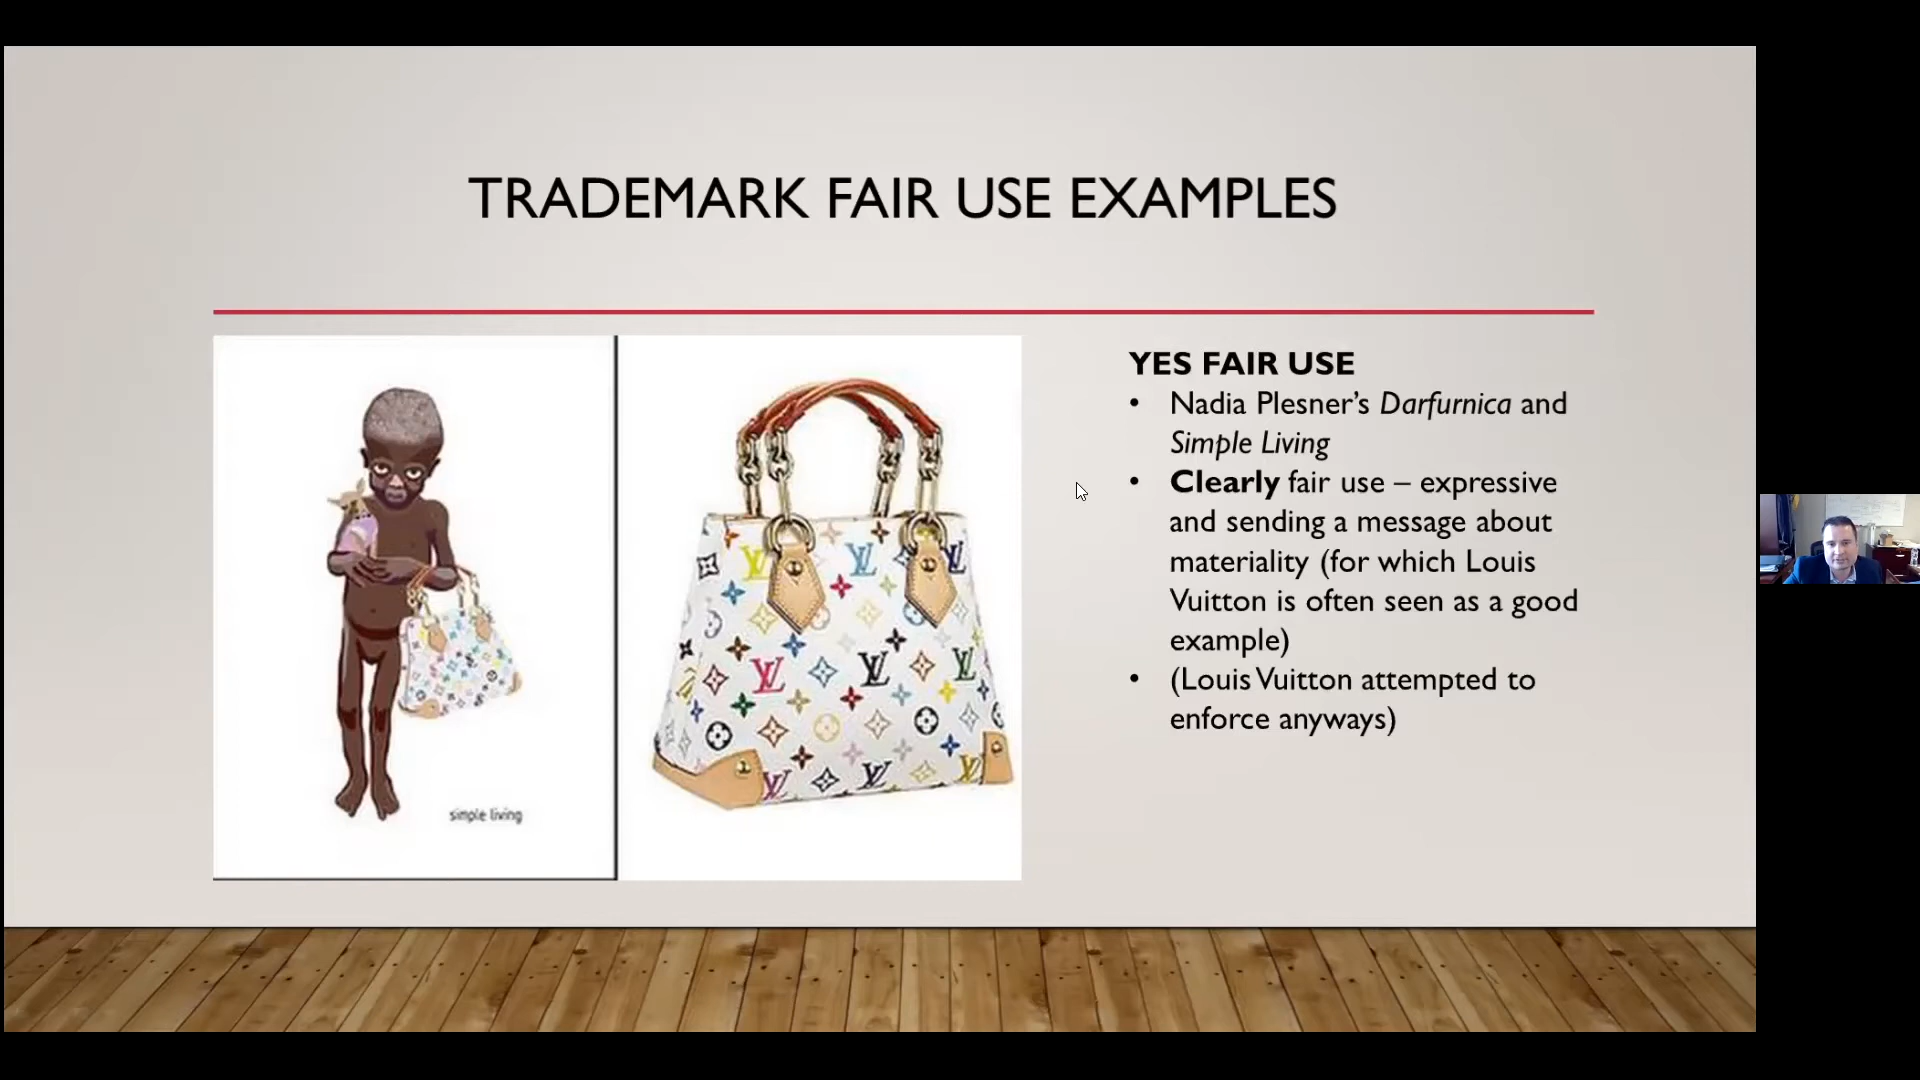 TRADEMARK FAIR USE EXAMPLES
YES FAIR USE
• Nadia Plesner’s Darfurnica and
Simple Living
• Clearly fair use – expressive
and sending a message about
materiality (for which Louis
Vuitton is often seen as a good
example)
• (Louis Vuitton attempted to
enforce anyways)
simple living